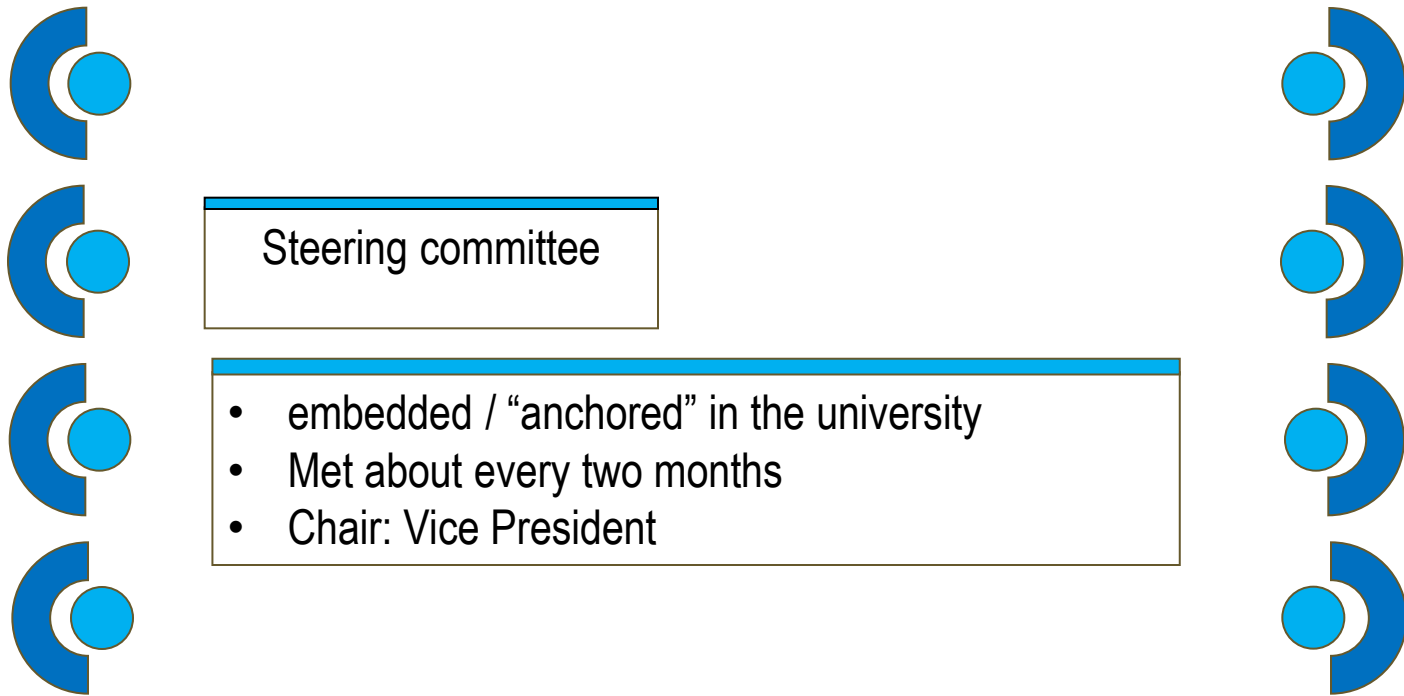 Steering committee
• embedded / “anchored” in the university
• Met about every two months
• Chair: Vice President